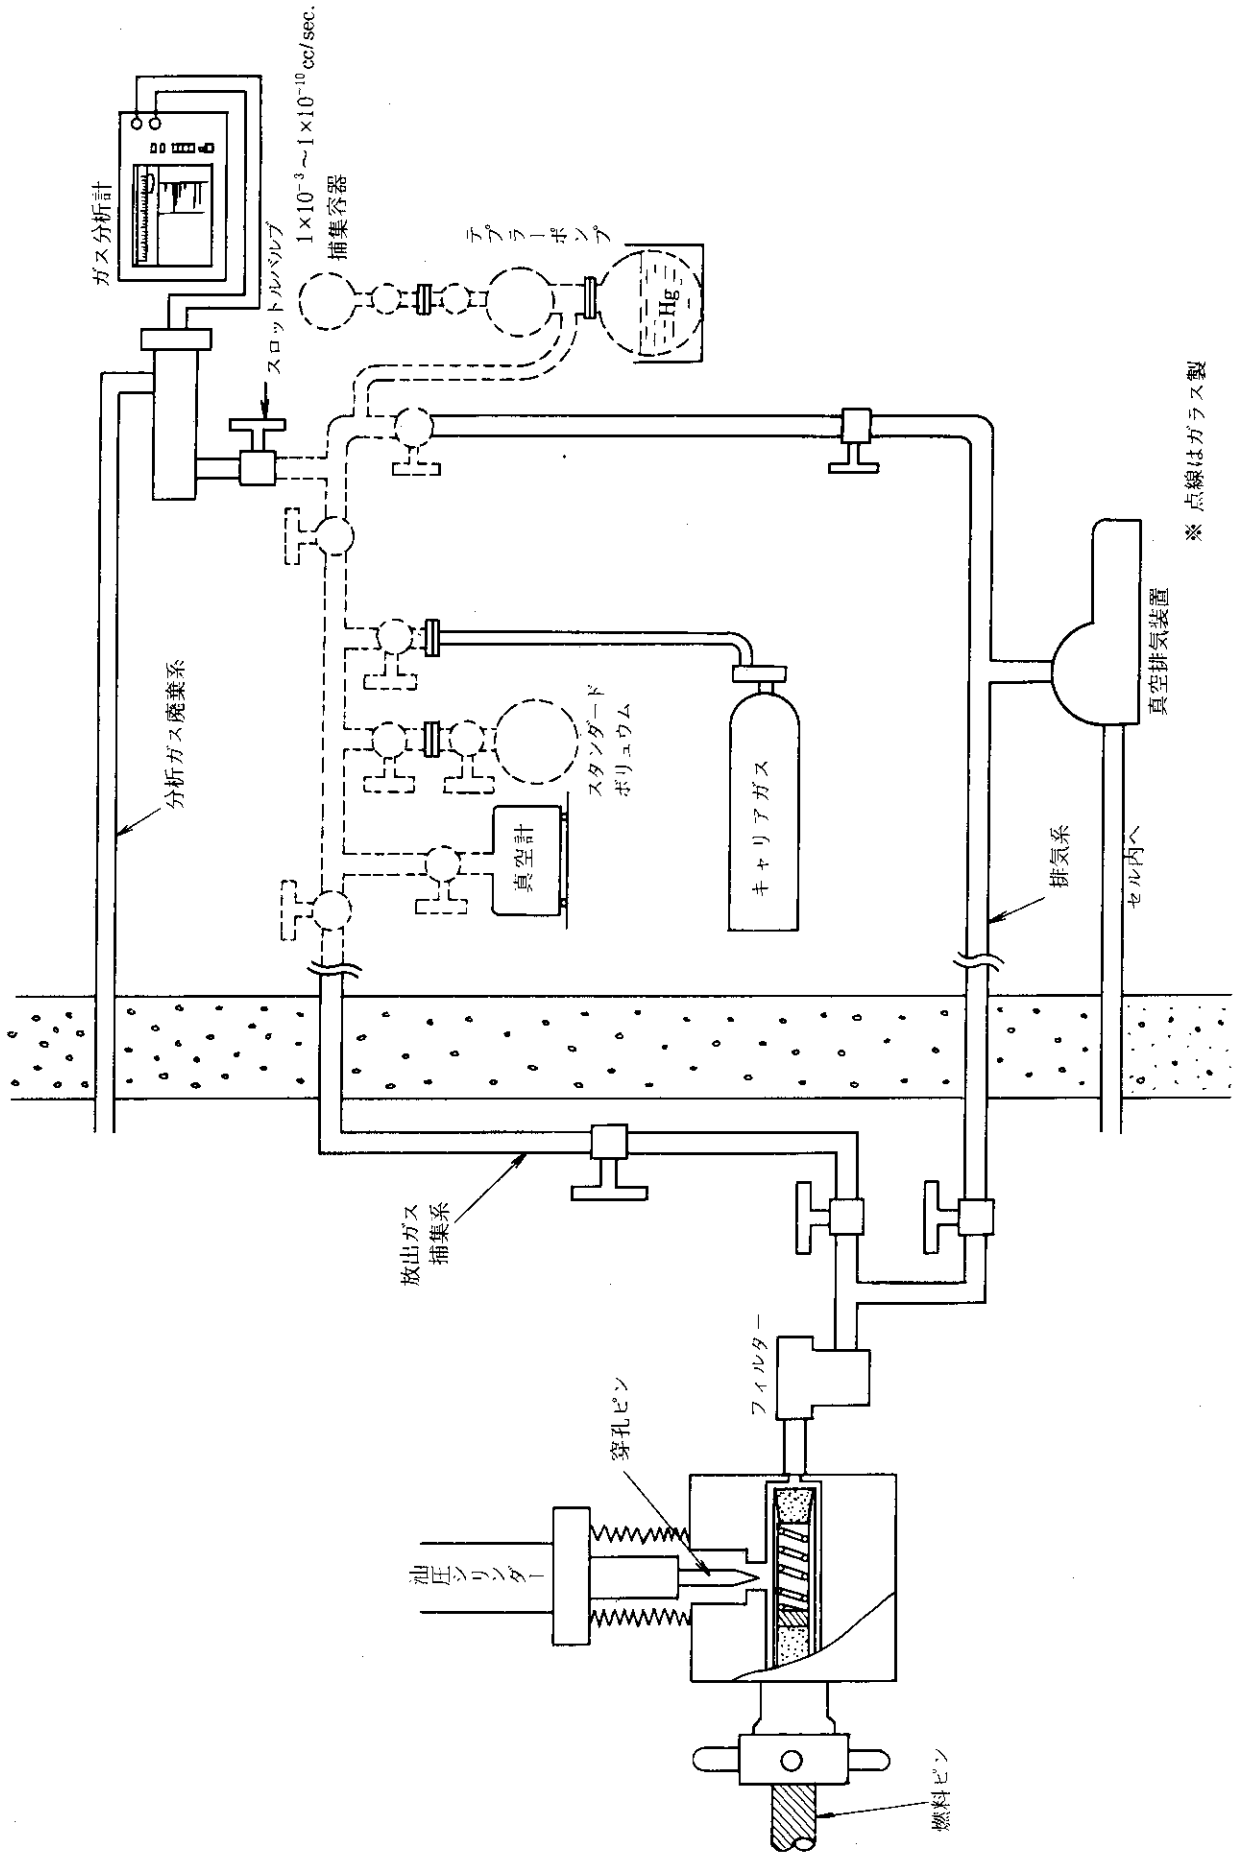 ガス分析計
スロットルバルブ
1×10⁻³～1×10⁻¹⁰cc/sec.
捕集容器
テプラーポンプ
Hg
分析ガス廃棄系
スタンダード
ボリュウム
真空計
キャリアガス
排気系
真空排気装置
セル内へ
※ 点線はガラス製
放出ガス
捕集系
フィルター
穿孔ピン
油圧シリンダー
燃料ピン